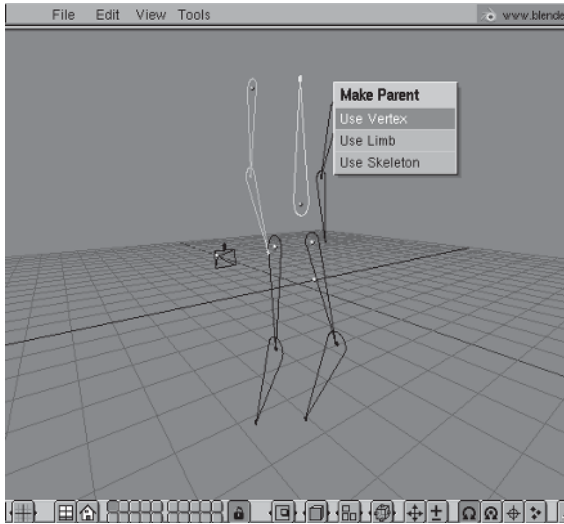 File Edit View Tools
www.blende
Make Parent
Use Vertex
Use Limb
Use Skeleton